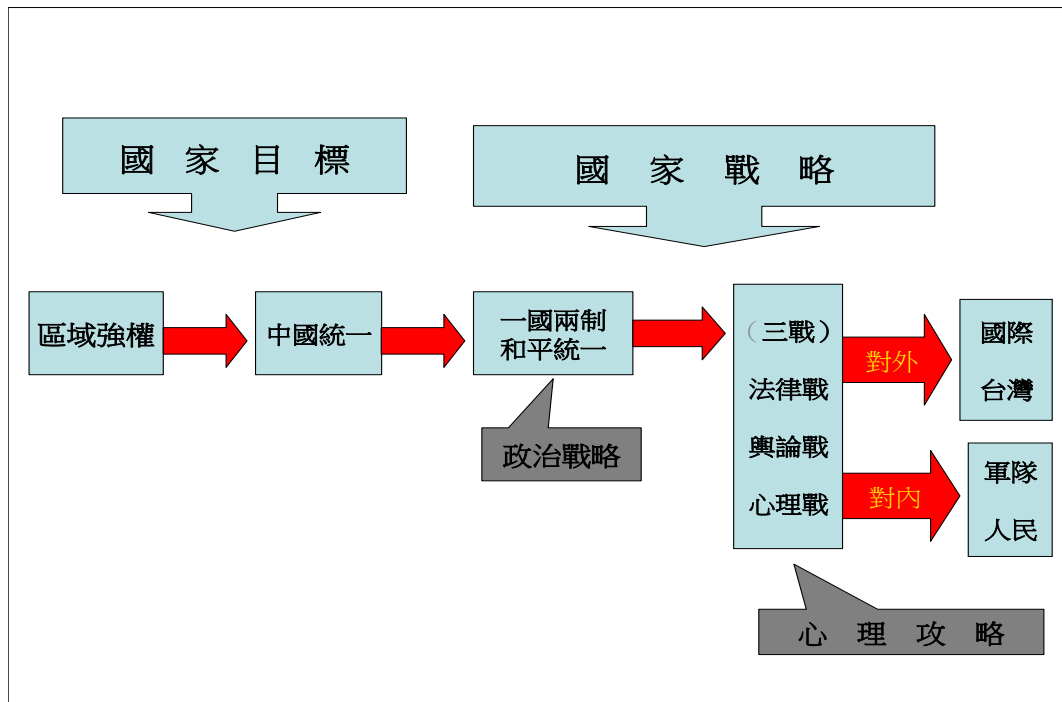 國 家 目 標
國 家 戰 略
區域強權
中國統一
一國兩制
和平統一
（三戰）
法律戰
輿論戰
心理戰
對外
國際
台灣
對內
軍隊
人民
政治戰略
心 理 攻 略